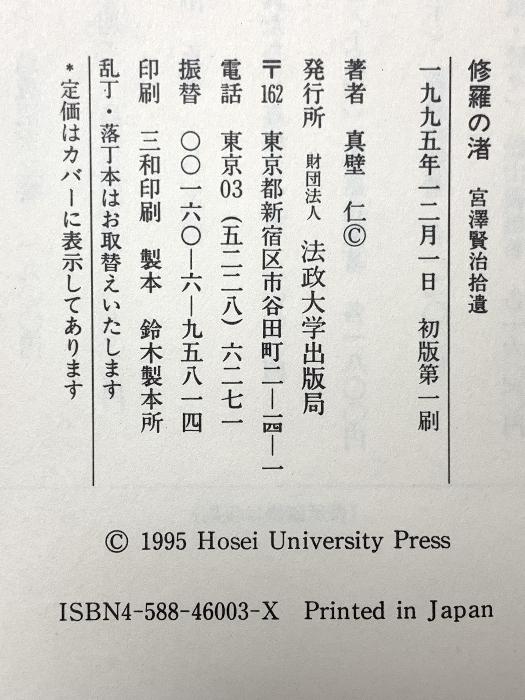 修羅の渚 宮澤賢治拾遺
一九九五年一二月一日 初版第一刷
著者 真壁 仁©
発行所 財団法人 法政大学出版局
〒162 東京都新宿区市谷田町二―一四―一
電話 東京03(五二二八)六二七一
振替 〇〇一六〇―六―九五八一四
印刷 三和印刷 製本 鈴木製本所
乱丁・落丁本はお取替えいたします
*定価はカバーに表示してあります
© 1995 Hosei University Press
ISBN4-588-46003-X Printed in Japan